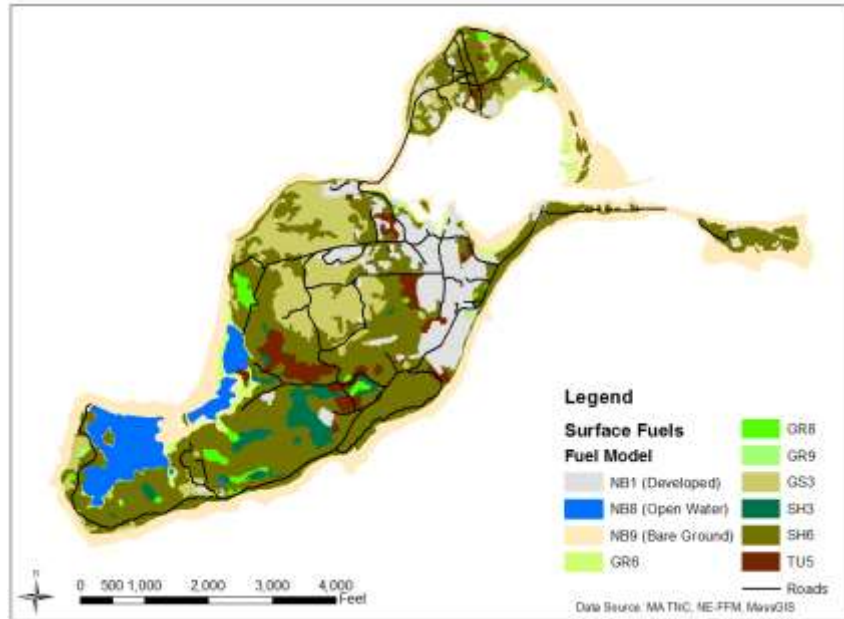 Legend
Surface Fuels
Fuel Model
NB1 (Developed)
NB8 (Open Water)
NB9 (Bare Ground)
GR6
GR8
GR9
GS3
SH3
SH6
TU5
Roads
N
0 500 1,000 2,000 3,000 4,000
Feet
Data Source: MA TNC, NE-FFM, MassGIS